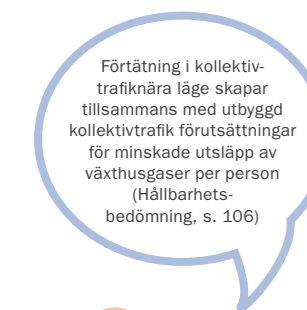 Förtätning i kollektiv-
trafiknära läge skapar
tillsammans med utbyggd
kollektivtrafik förutsättningar
för minskade utsläpp av
växthusgaser per person
(Hållbarhets-
bedömning, s. 106)